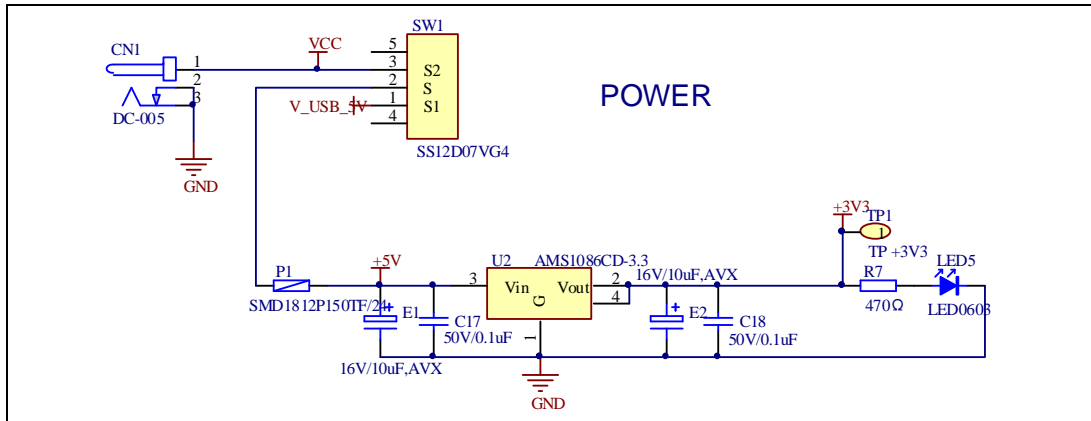 SW1
CN1
VCC
5
1
3
S2
2
2
S
POWER
3
V_USB_5V
1
S1
DC-005
4
SS12D07VG4
GND
+3V3
TP1
1
P1
+5V
U2
AMS1086CD-3.3
TP +3V3
3
Vin
Vout
2
16V/10uF,AVX
R7
LED5
SMD1812P150TF/24
G
4
470Ω
LED0603
E1
C17
50V/0.1uF
1
E2
C18
50V/0.1uF
16V/10uF,AVX
GND